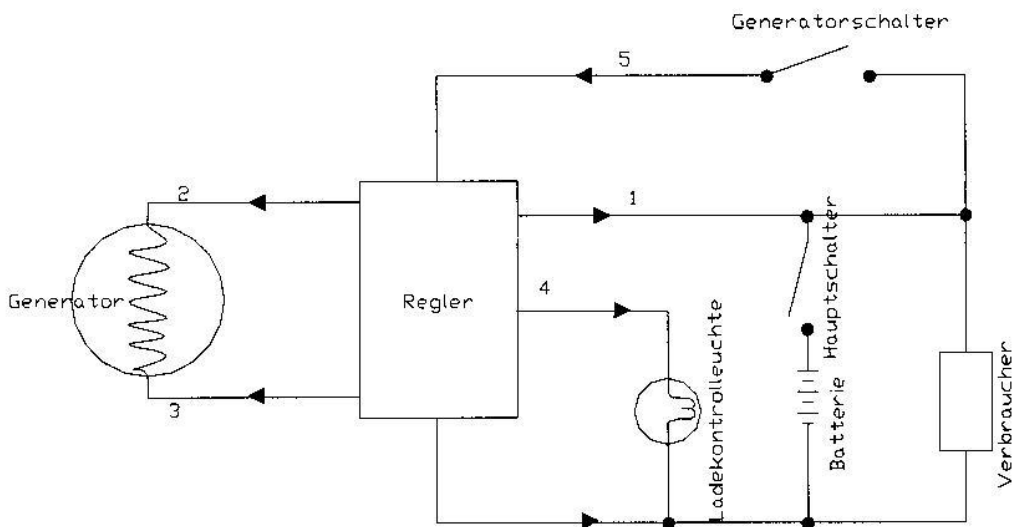 Generatorschalter
5
2
1
Generator
Regler
4
Hauptschalter
Ladekontrolleuchte
Batterie
Verbraucher
3